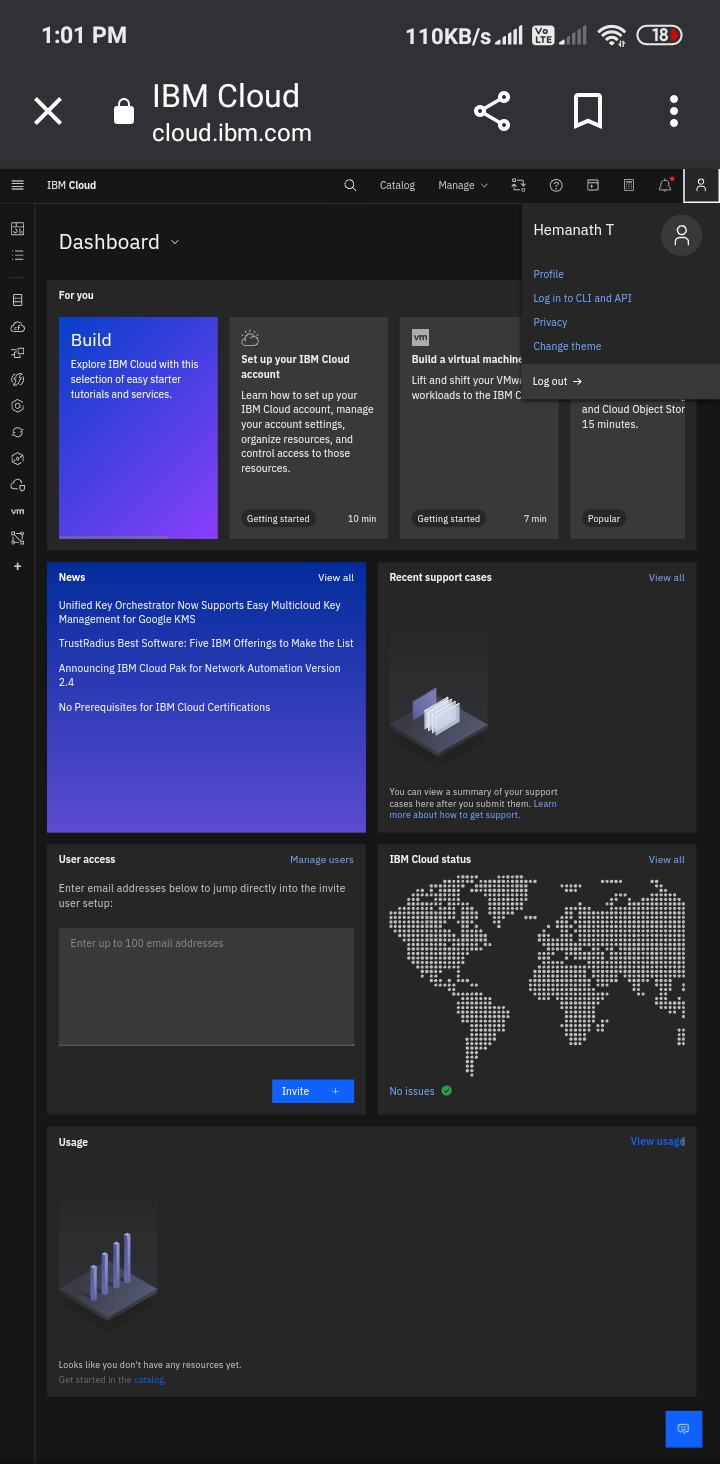 1:01 PM
110KB/s
Vo
LTE
18
IBM Cloud
cloud.ibm.com
IBM Cloud
Catalog
Manage
Hemanath T
Profile
Log in to CLI and API
Privacy
Change theme
Log out →
Dashboard
For you
Build
Explore IBM Cloud with this
selection of easy starter
tutorials and services.
Set up your IBM Cloud
account
Learn how to set up your
IBM Cloud account, manage
your account settings,
organize resources, and
control access to those
resources.
Getting started
10 min
vm
Build a virtual machine
Lift and shift your VMwa
workloads to the IBM C
Getting started
7 min
and Cloud Object Stor
15 minutes.
Popular
vm
News
View all
Unified Key Orchestrator Now Supports Easy Multicloud Key
Management for Google KMS
TrustRadius Best Software: Five IBM Offerings to Make the List
Announcing IBM Cloud Pak for Network Automation Version
2.4
No Prerequisites for IBM Cloud Certifications
Recent support cases
View all
You can view a summary of your support
cases here after you submit them. Learn
more about how to get support.
User access
Manage users
Enter email addresses below to jump directly into the invite
user setup:
Enter up to 100 email addresses
Invite +
IBM Cloud status
View all
No issues
Usage
View usage
Looks like you don't have any resources yet.
Get started in the catalog.